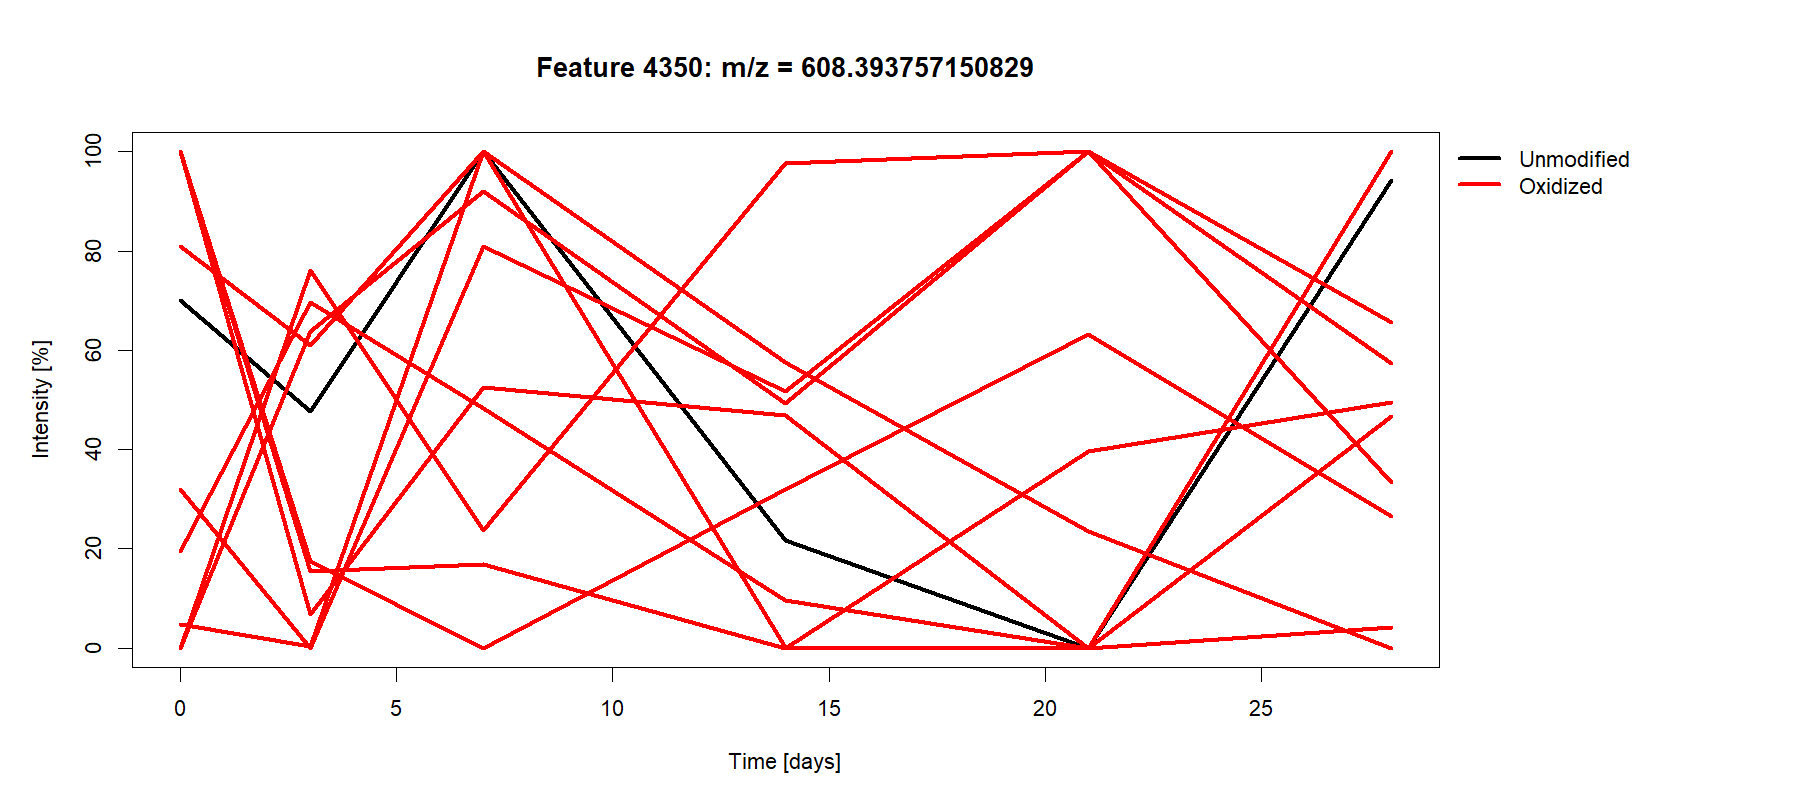 Feature 4350: m/z = 608.393757150829
Unmodified
Oxidized
Intensity [%]
100
80
60
40
20
0
0 5 10 15 20 25
Time [days]